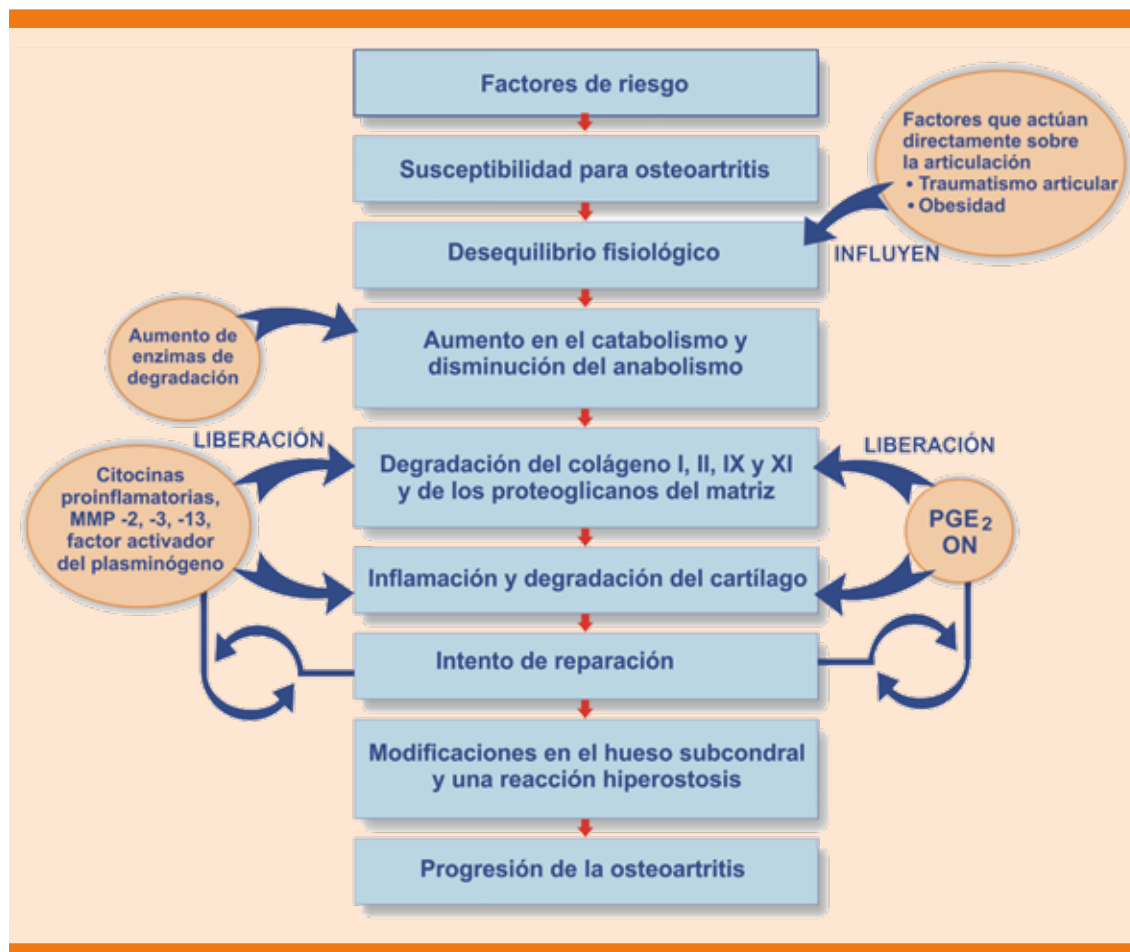 Factores de riesgo
Susceptibilidad para osteoartritis
Factores que actúan
directamente sobre
la articulación
• Traumatismo articular
• Obesidad
INFLUYEN
Desequilibrio fisiológico
Aumento de
enzimas de
degradación
Aumento en el catabolismo y
disminución del anabolismo
LIBERACIÓN
LIBERACIÓN
Citocinas
proinflamatorias,
MMP -2, -3, -13,
factor activador
del plasminógeno
Degradación del colágeno I, II, IX y XI
y de los proteoglicanos del matriz
PGE₂
ON
Inflamación y degradación del cartílago
Intento de reparación
Modificaciones en el hueso subcondral
y una reacción hiperostosis
Progresión de la osteoartritis